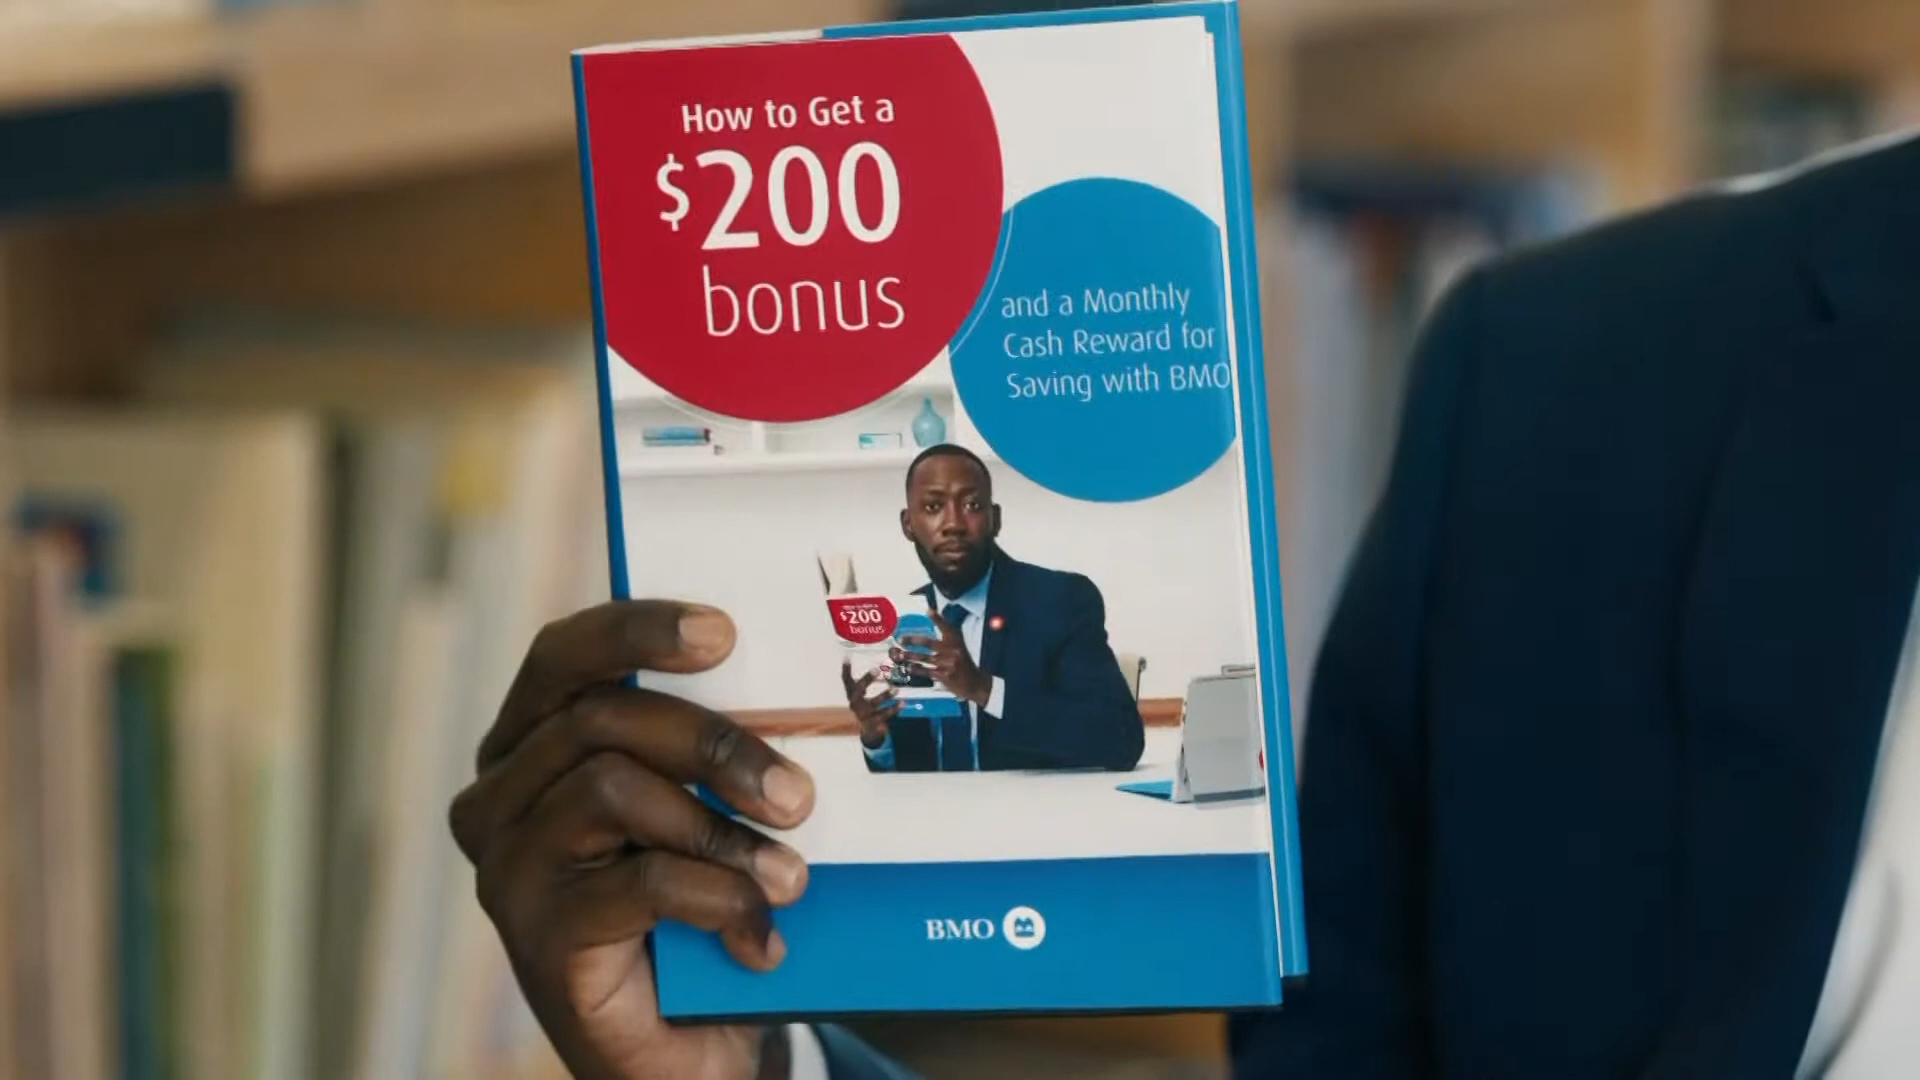 How to Get a
$200
bonus
and a Monthly
Cash Reward for
Saving with BMO
$200
bonus
BMO